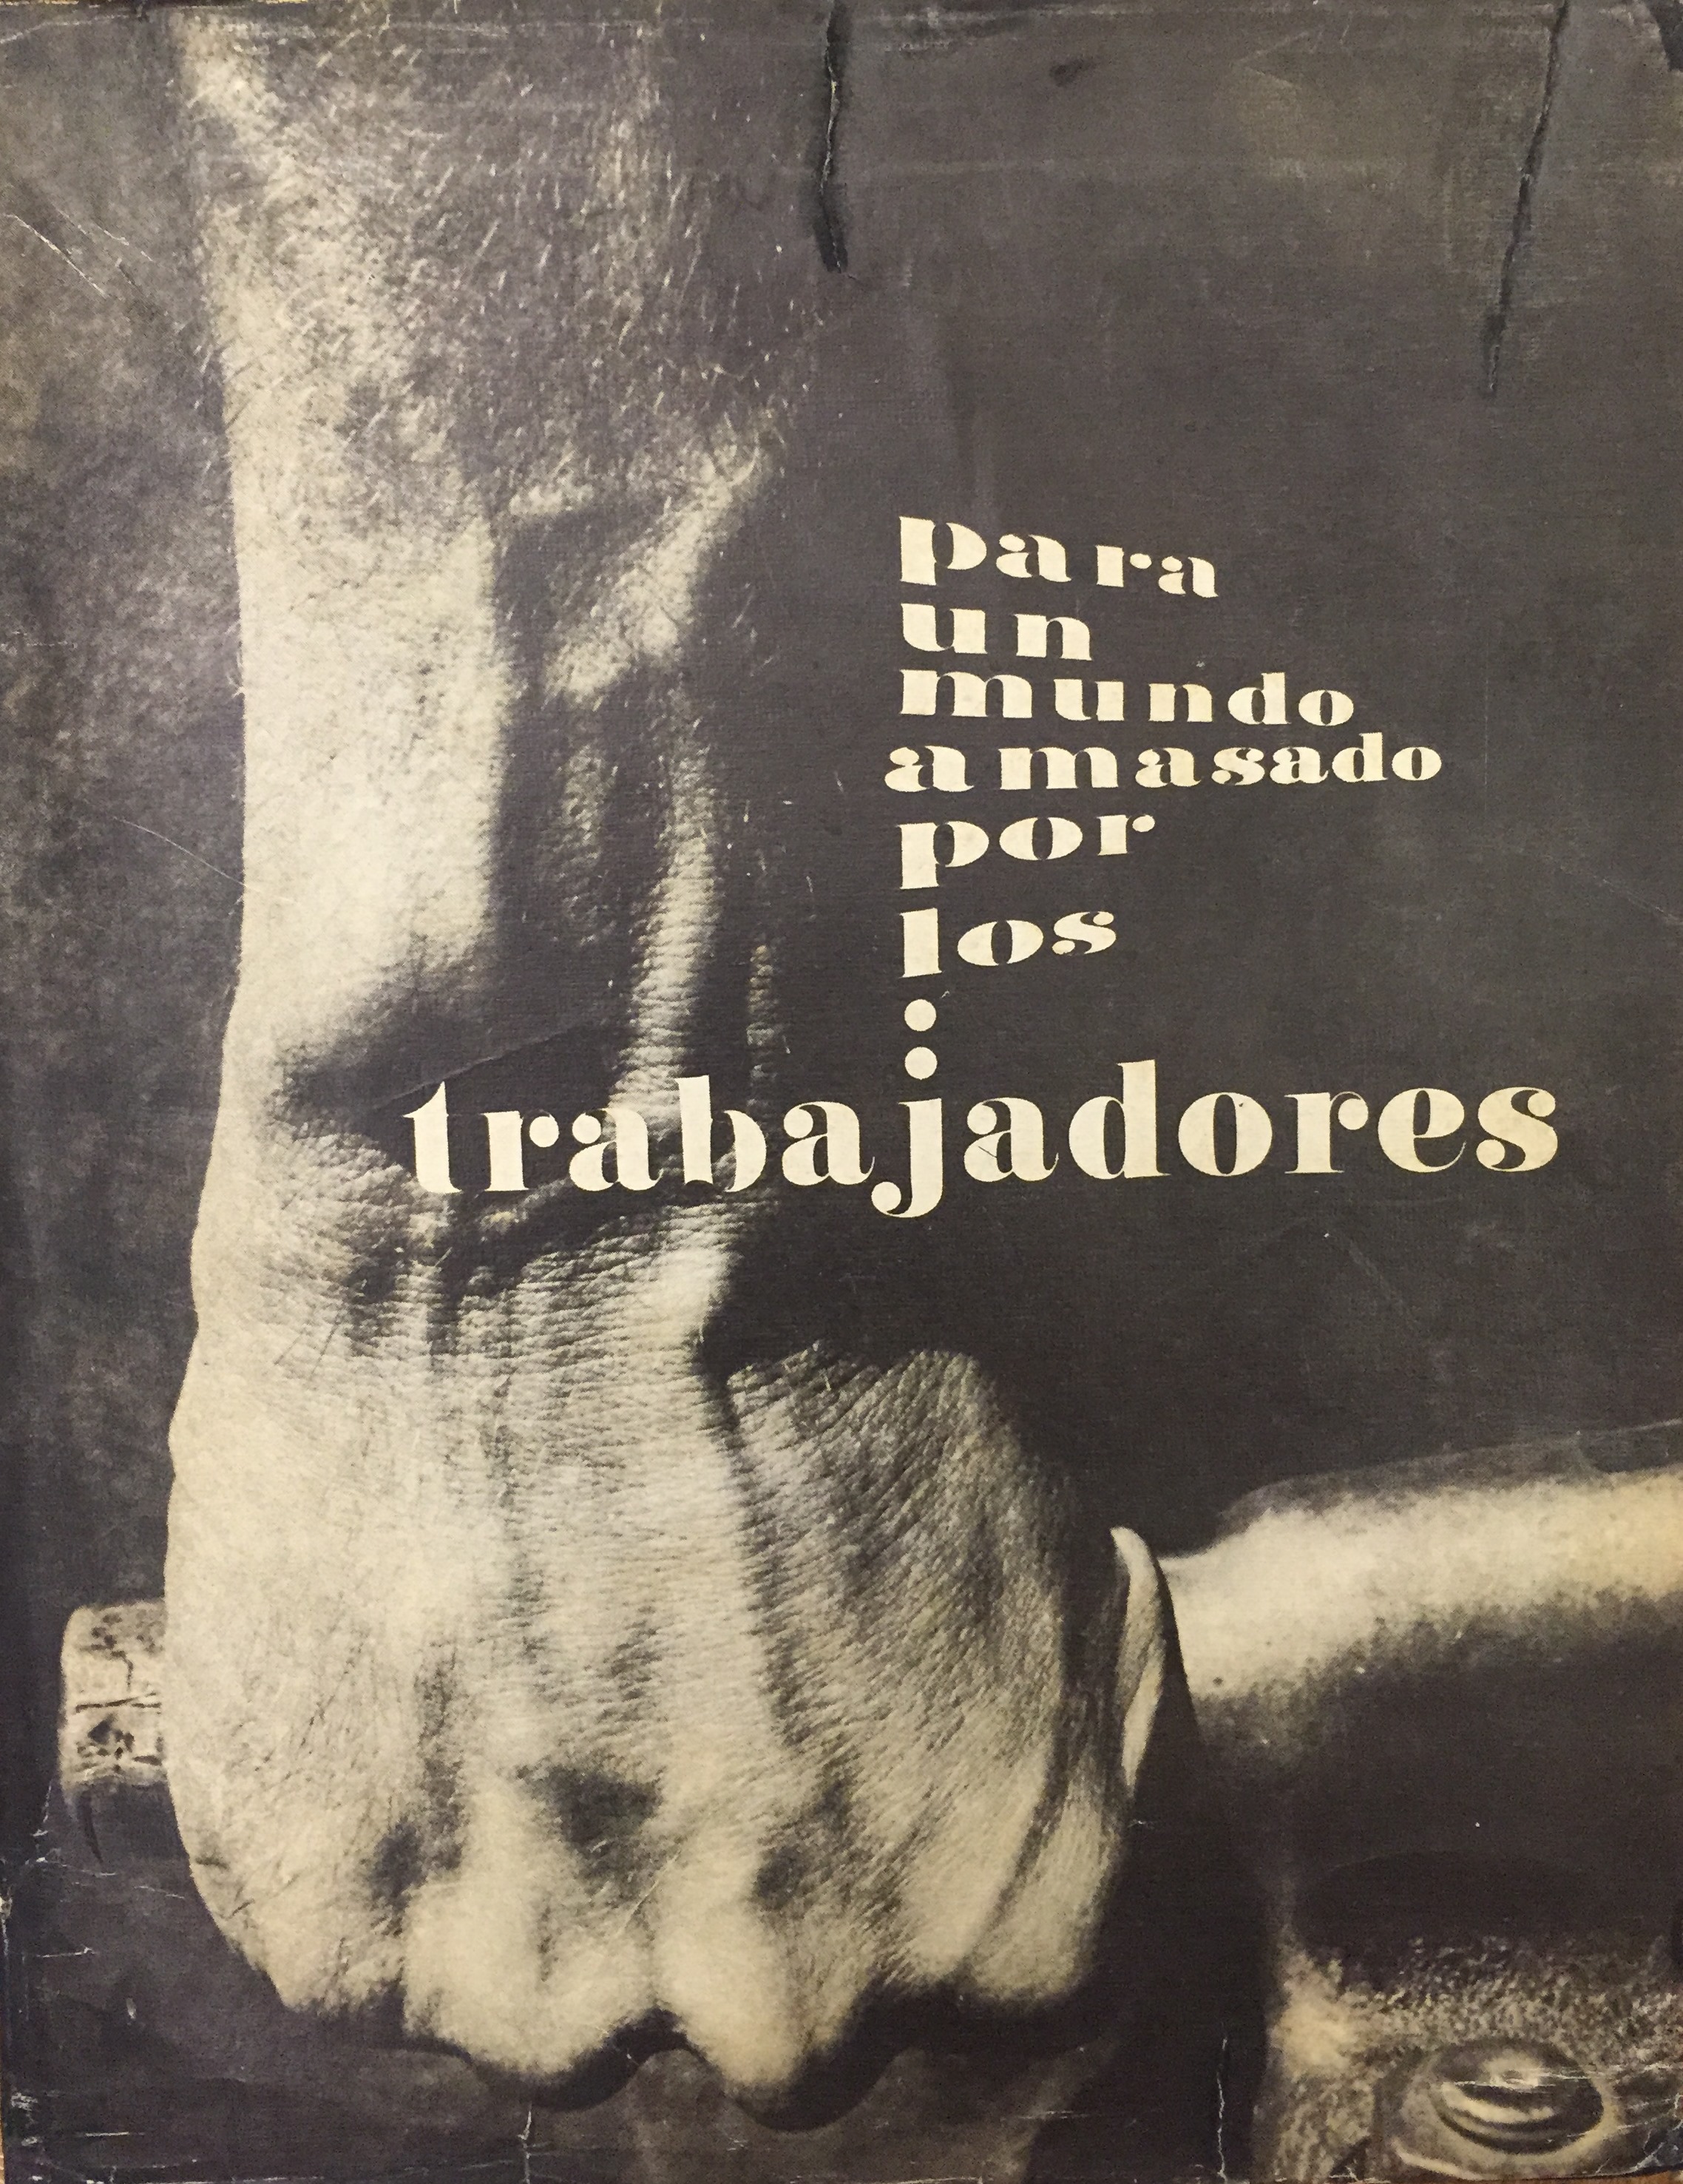 para
un
mundo
amasado
por
los
trabajadores